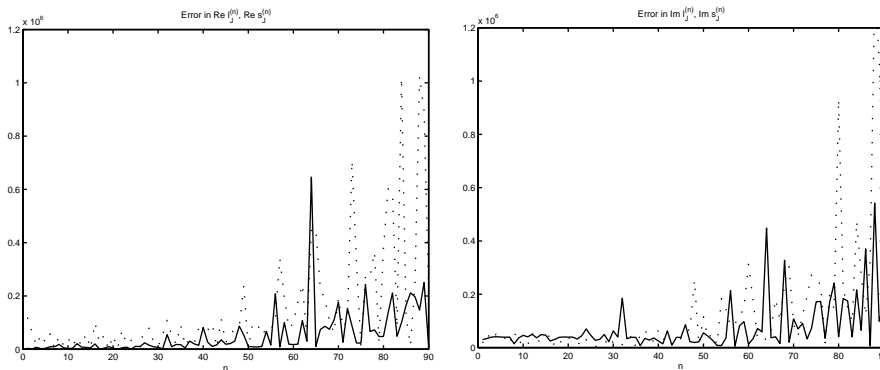 Error in Re l_J^(n), Re s_J^(n)
1.2 x 10^6
1
0.8
0.6
0.4
0.2
0
0 10 20 30 40 50 60 70 80 90
n
Error in Im l_J^(n), Im s_J^(n)
1.2 x 10^6
1
0.8
0.6
0.4
0.2
0
0 10 20 30 40 50 60 70 80
n